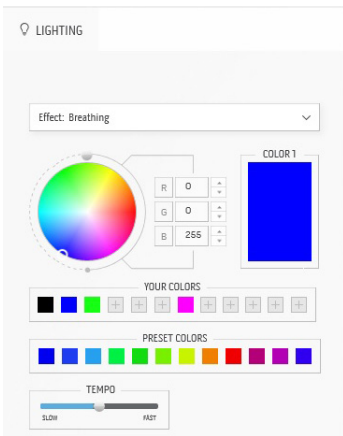 LIGHTING
Effect: Breathing
COLOR 1
R 0
G 0
B 255
YOUR COLORS
PRESET COLORS
TEMPO
SLOW FAST